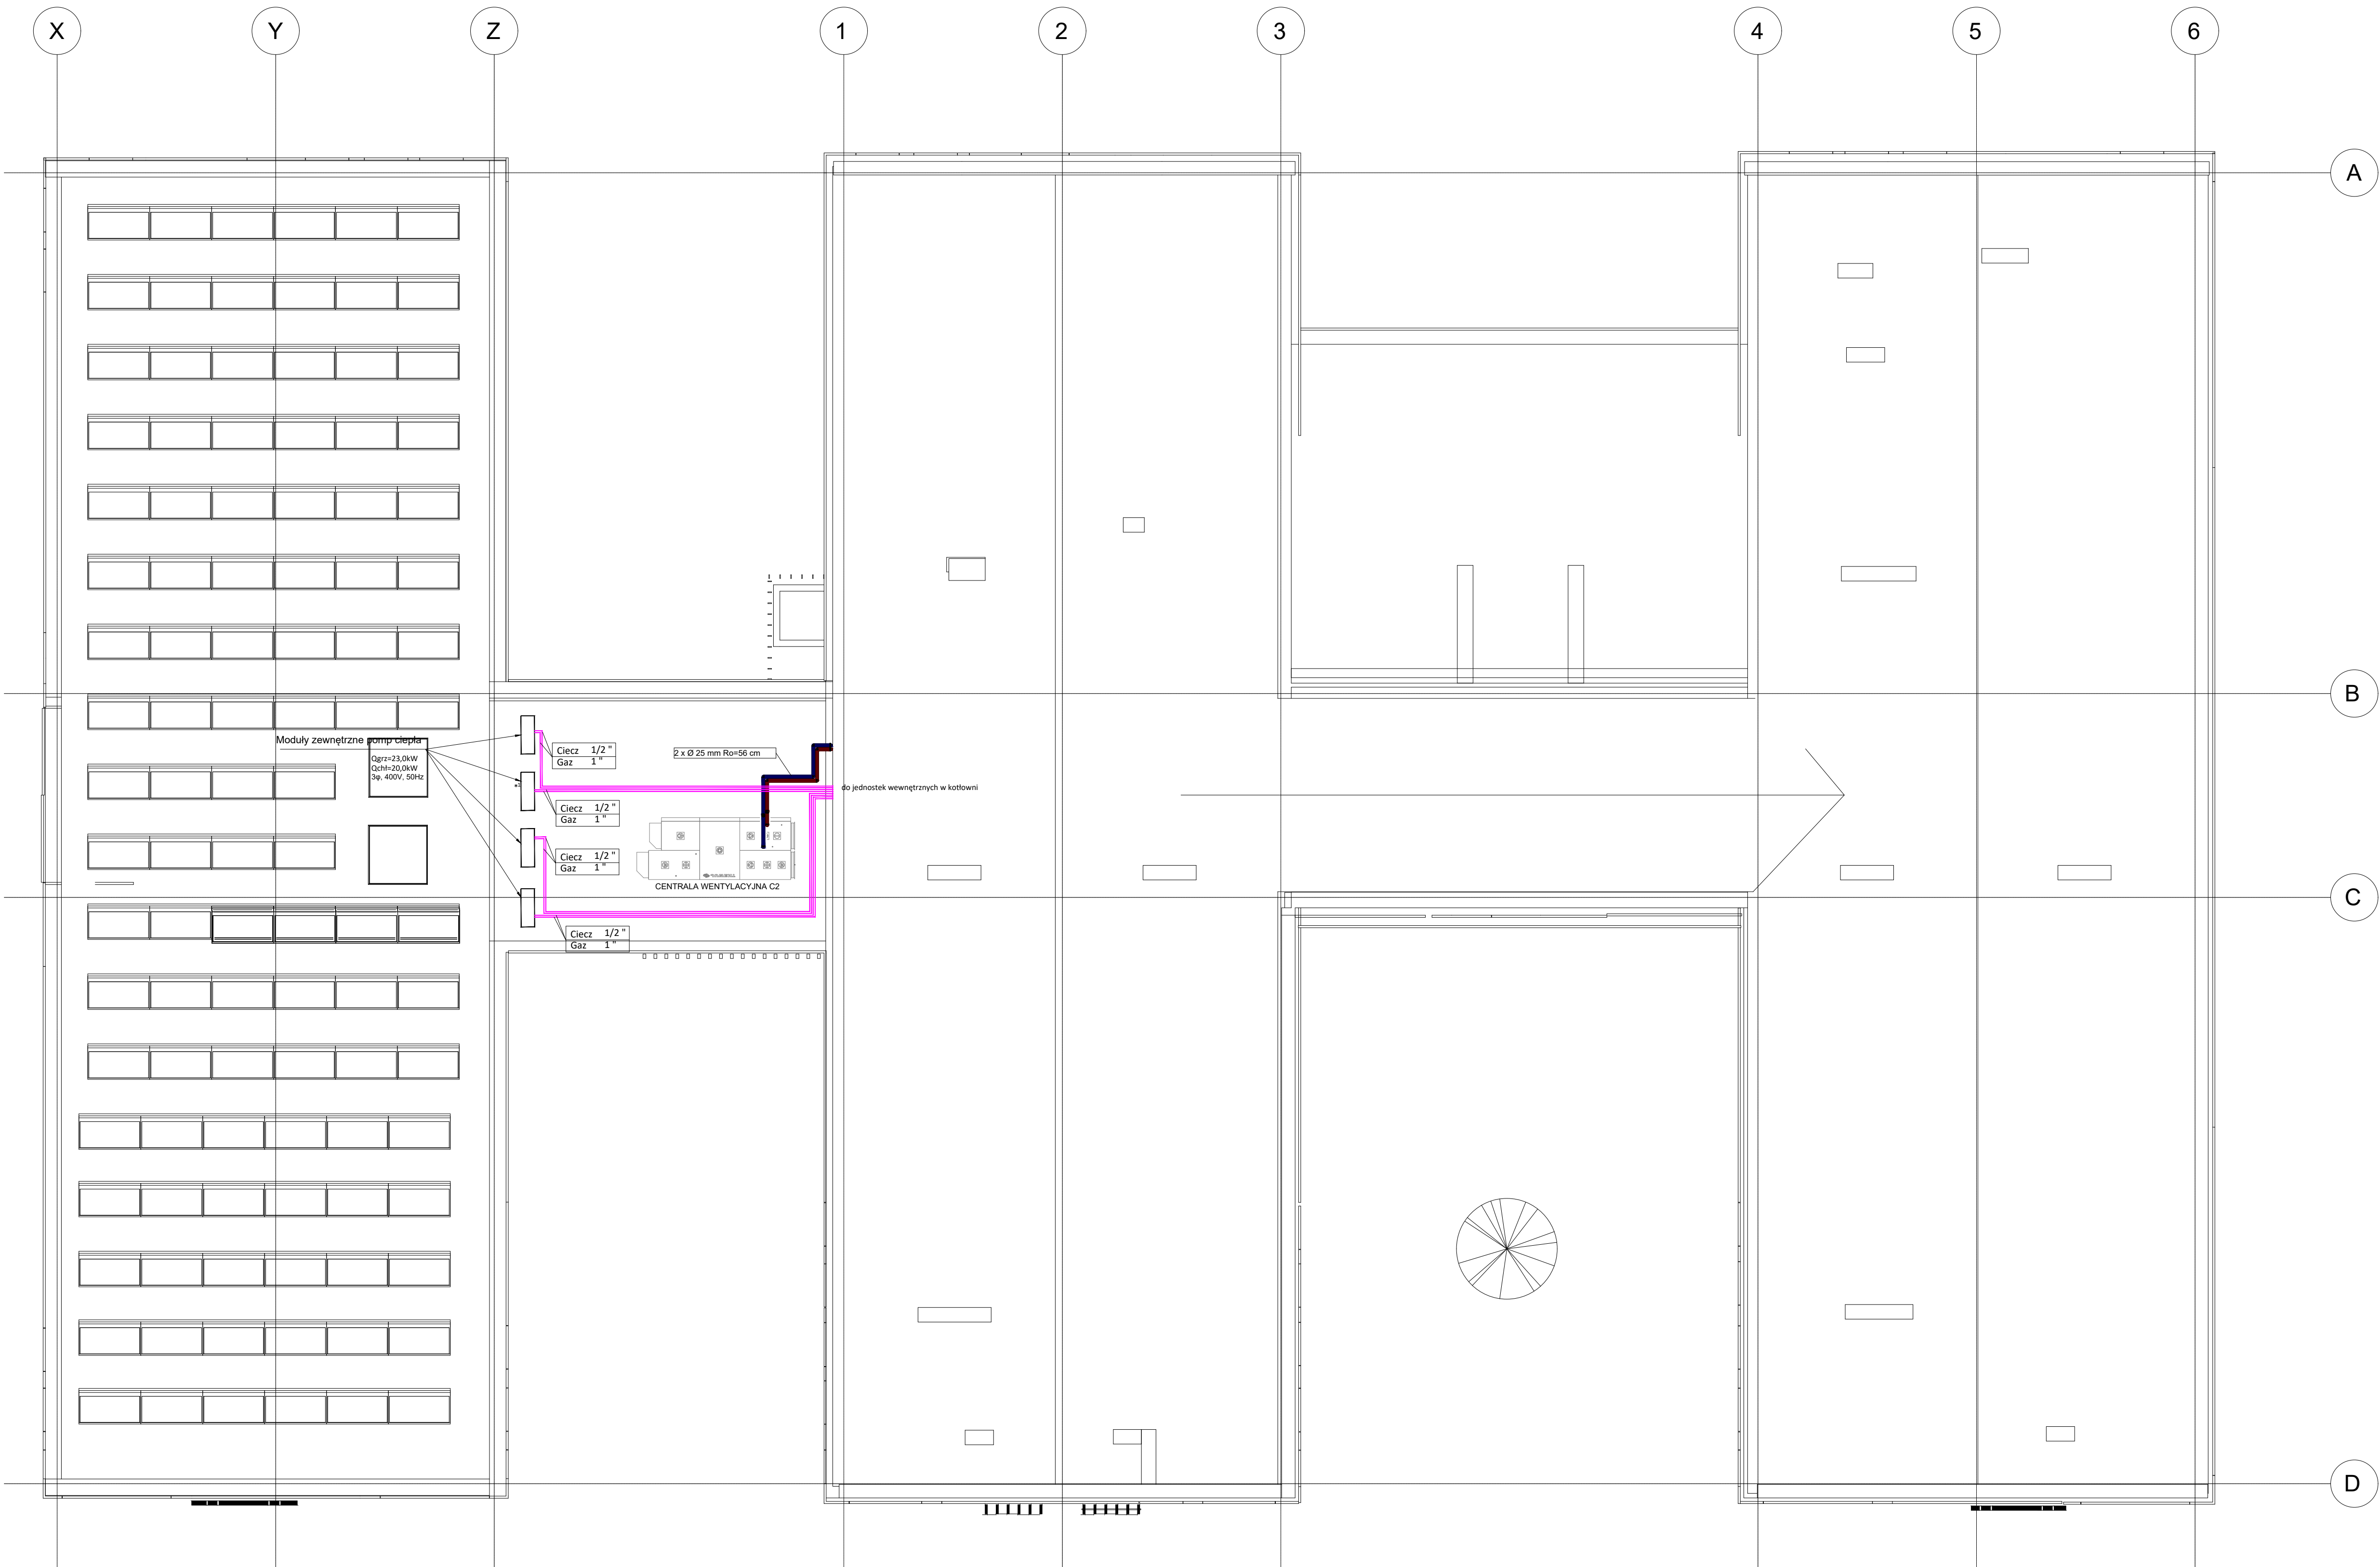 X
Y
Z
1
2
3
4
5
6
A
B
C
D
Moduły zewnętrzne pomp ciepła
Qgrz=23,0kW
Qchł=20,0kW
3φ, 400V, 50Hz
Ciecz 1/2 "
Gaz 1 "
2 x Ø 25 mm Ro=56 cm
do jednostek wewnętrznych w kotłowni
Ciecz 1/2 "
Gaz 1 "
Ciecz 1/2 "
Gaz 1 "
CENTRALA WENTYLACYJNA C2
Ciecz 1/2 "
Gaz 1 "